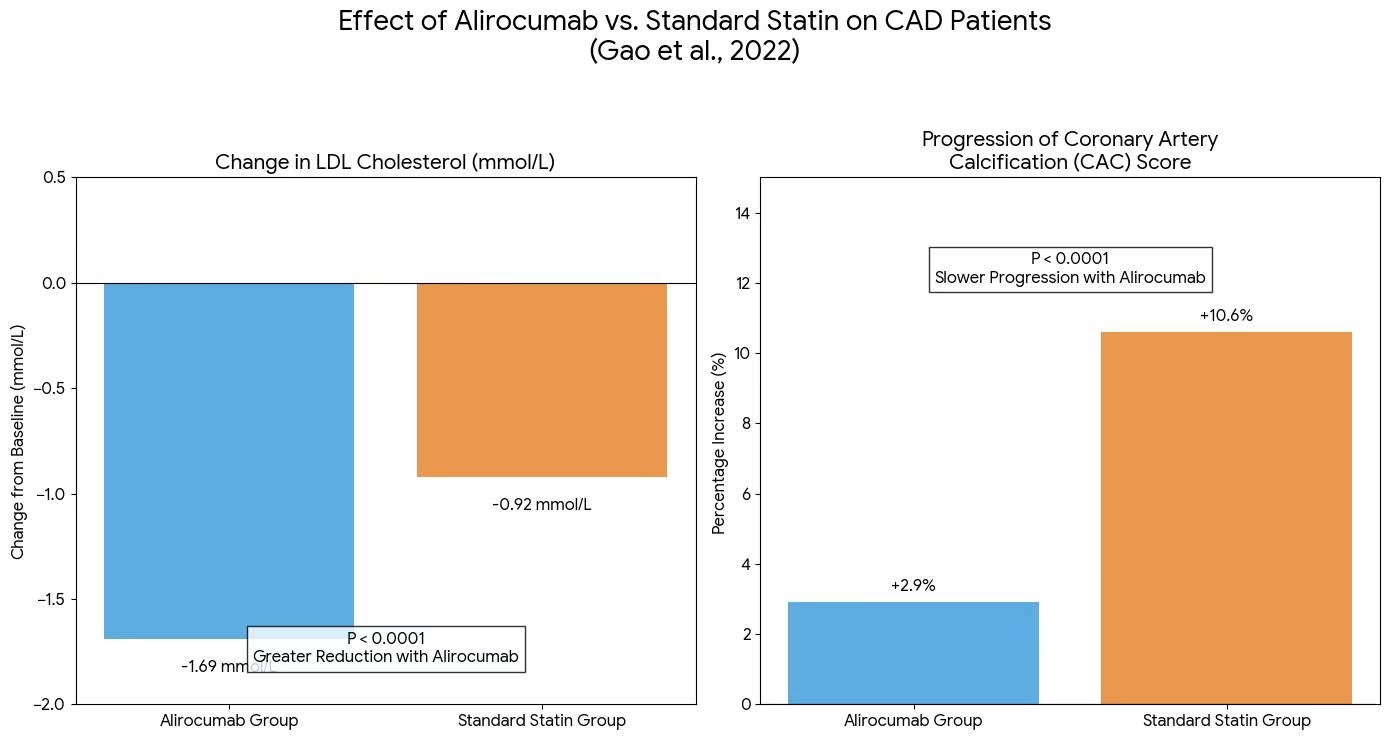 Effect of Alirocumab vs. Standard Statin on CAD Patients
(Gao et al., 2022)
Change in LDL Cholesterol (mmol/L)
Change from Baseline (mmol/L)
0.5
0.0
−0.5
−1.0
−1.5
−2.0
-1.69 mmol/L
-0.92 mmol/L
P < 0.0001
Greater Reduction with Alirocumab
Alirocumab Group
Standard Statin Group
Progression of Coronary Artery
Calcification (CAC) Score
Percentage Increase (%)
14
12
10
8
6
4
2
0
P < 0.0001
Slower Progression with Alirocumab
+10.6%
+2.9%
Alirocumab Group
Standard Statin Group